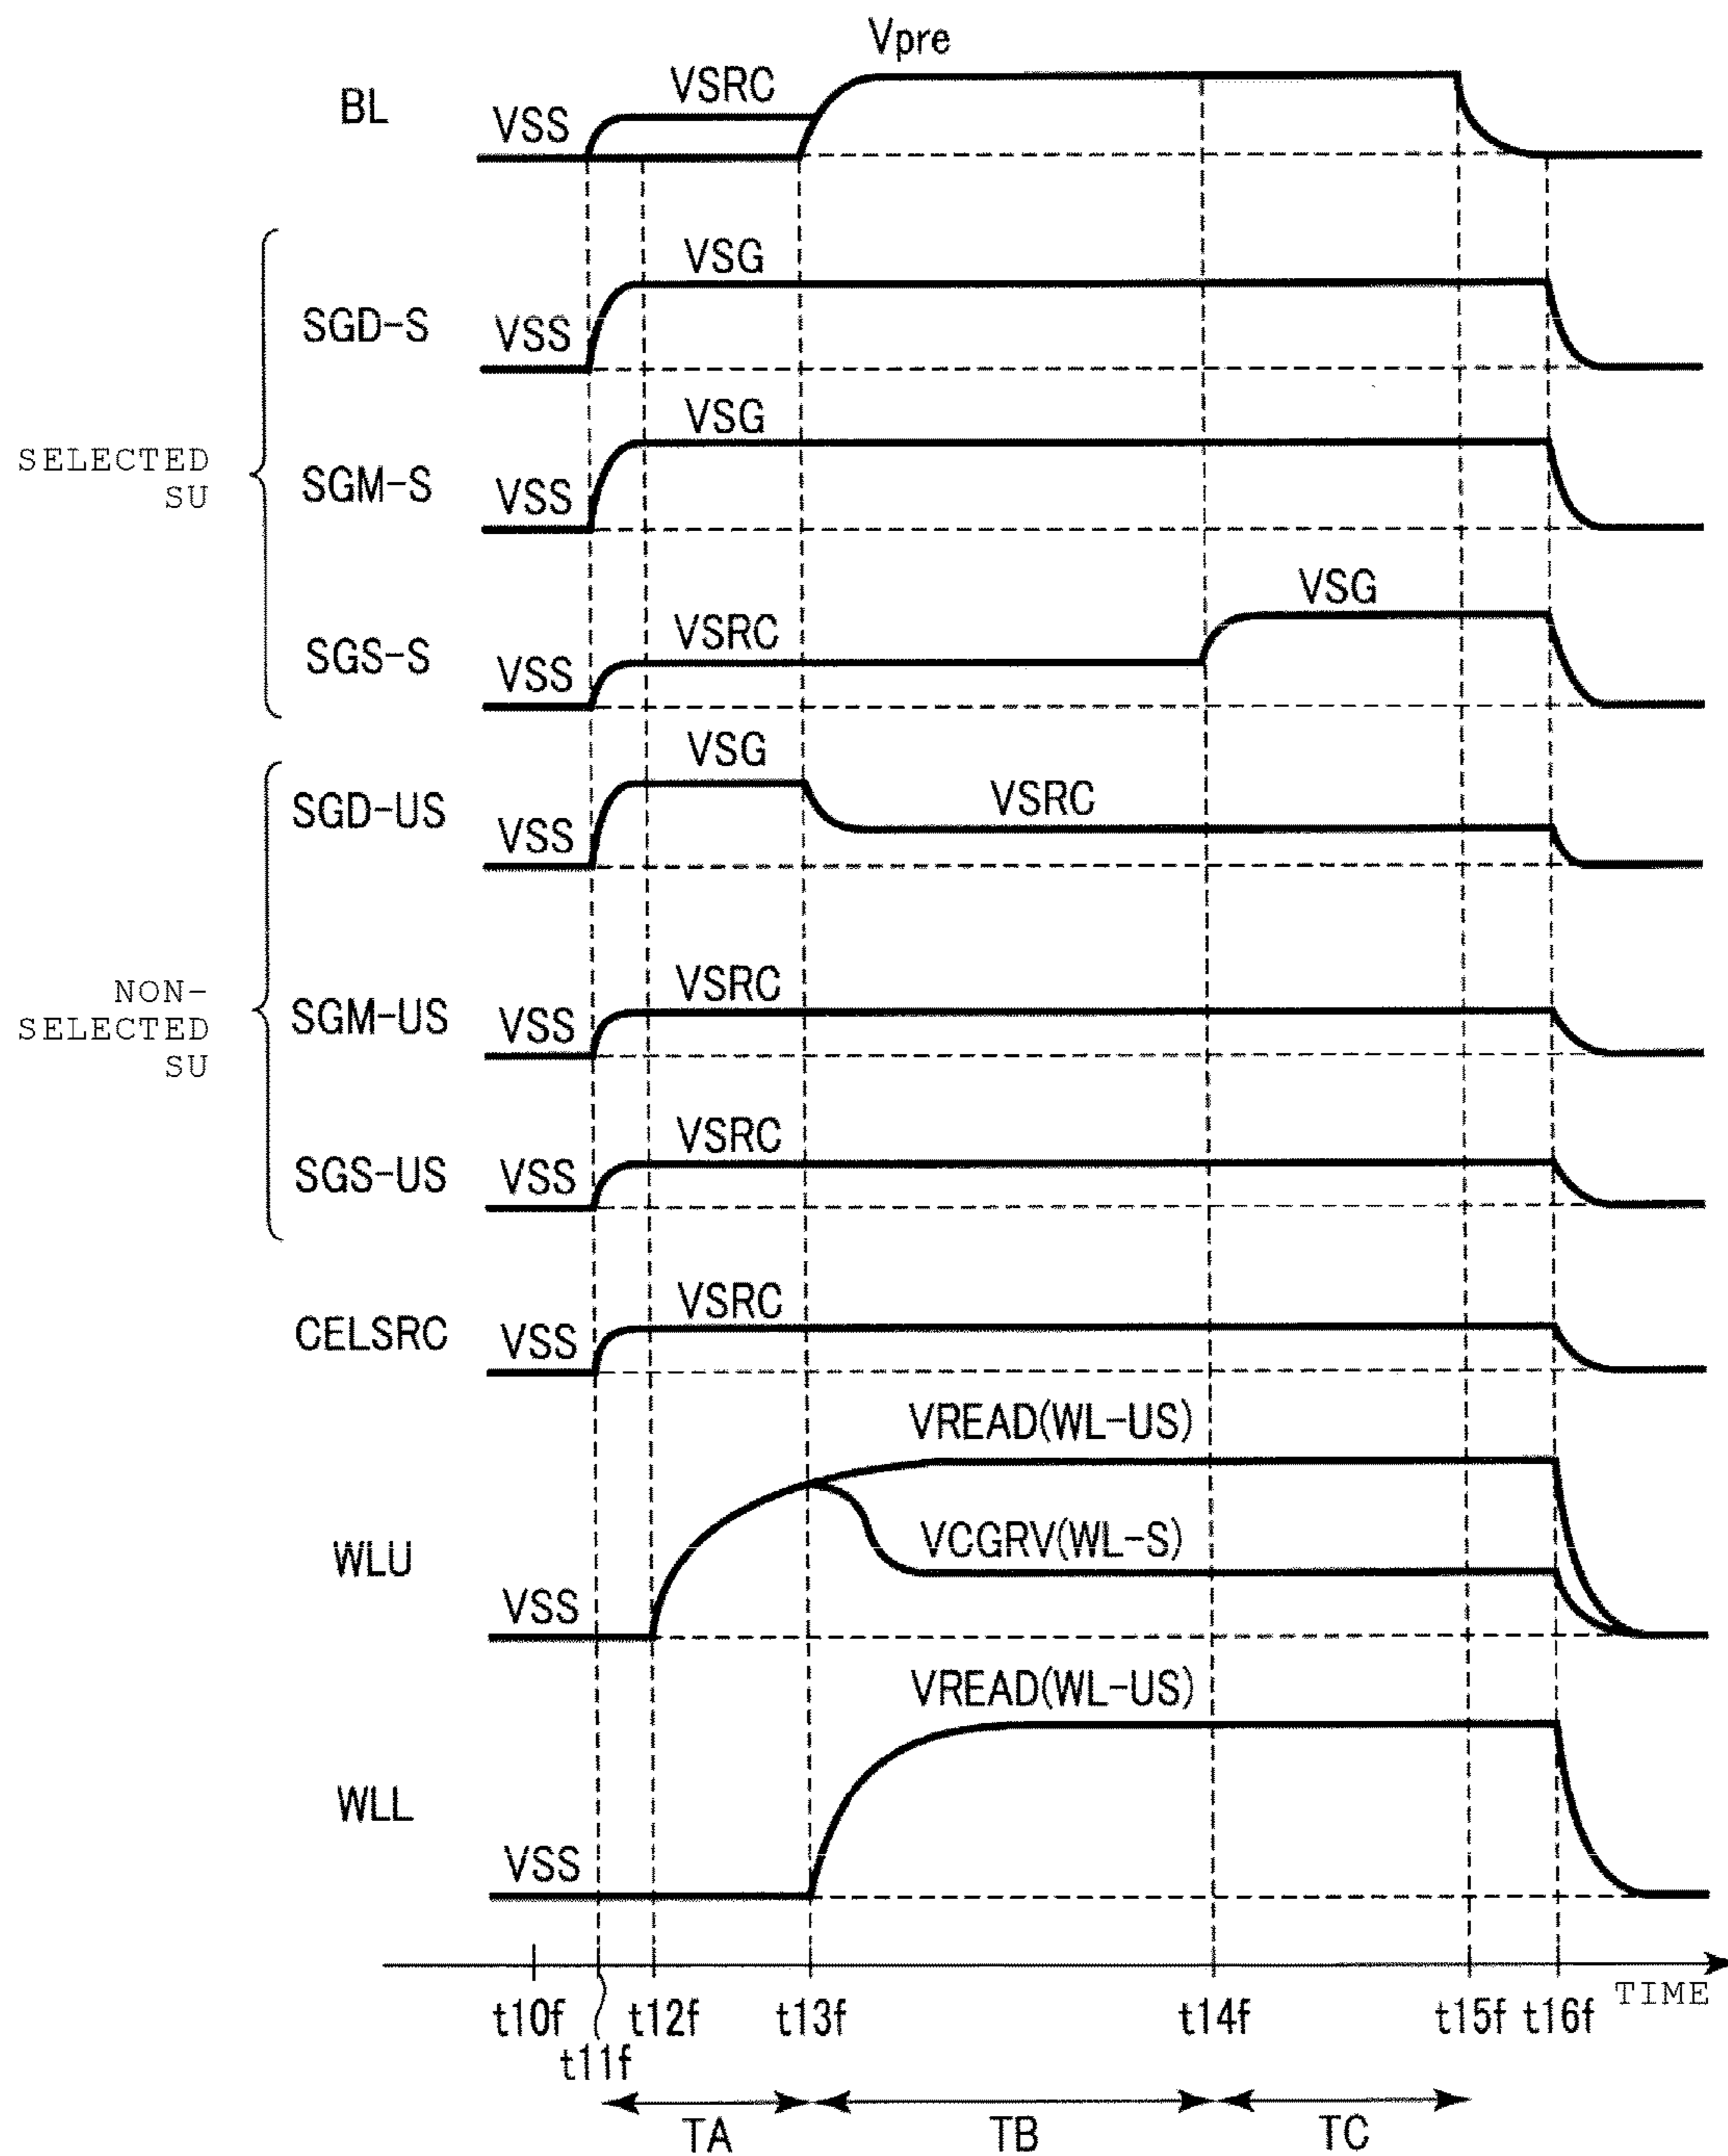 Vpre
BL
VSS
VSRC
SELECTED
SU
SGD-S
VSS
VSG
SGM-S
VSS
VSG
SGS-S
VSS
VSRC
VSG
NON-
SELECTED
SU
SGD-US
VSS
VSG
VSRC
SGM-US
VSS
VSRC
SGS-US
VSS
VSRC
CELSRC
VSS
VSRC
WLU
VSS
VREAD(WL-US)
VCGRV(WL-S)
WLL
VSS
VREAD(WL-US)
TIME
t10f
t11f
t12f
t13f
t14f
t15f
t16f
TA
TB
TC